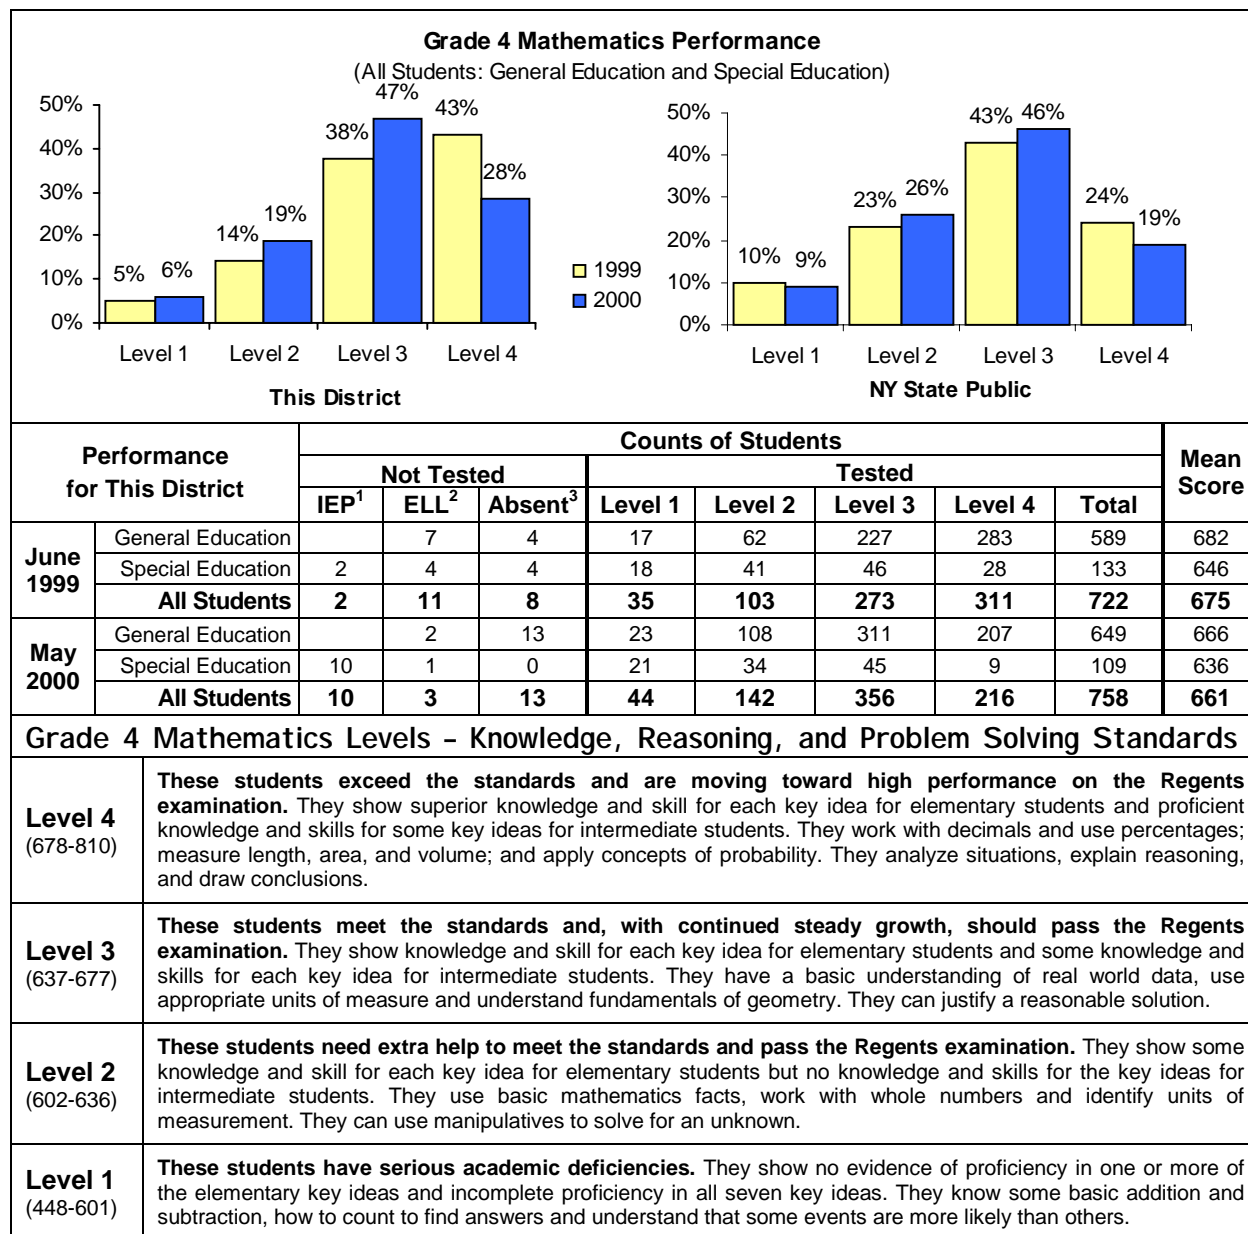 Grade 4 Mathematics Performance
(All Students: General Education and Special Education)
50%
40%
30%
20%
10%
0%
5%
6%
14%
19%
38%
47%
43%
28%
Level 1 Level 2 Level 3 Level 4
This District
1999
2000
50%
40%
30%
20%
10%
0%
10%
9%
23%
26%
43%
46%
24%
19%
Level 1 Level 2 Level 3 Level 4
NY State Public
Performance
for This District
Counts of Students
Mean
Score
Not Tested Tested
IEP1 ELL2 Absent3 Level 1 Level 2 Level 3 Level 4 Total
June
1999
General Education 7 4 17 62 227 283 589 682
Special Education 2 4 4 18 41 46 28 133 646
All Students 2 11 8 35 103 273 311 722 675
May
2000
General Education 2 13 23 108 311 207 649 666
Special Education 10 1 0 21 34 45 9 109 636
All Students 10 3 13 44 142 356 216 758 661
Grade 4 Mathematics Levels – Knowledge, Reasoning, and Problem Solving Standards
Level 4
(678-810)
These students exceed the standards and are moving toward high performance on the Regents
examination. They show superior knowledge and skill for each key idea for elementary students and proficient
knowledge and skills for some key ideas for intermediate students. They work with decimals and use percentages;
measure length, area, and volume; and apply concepts of probability. They analyze situations, explain reasoning,
and draw conclusions.
Level 3
(637-677)
These students meet the standards and, with continued steady growth, should pass the Regents
examination. They show knowledge and skill for each key idea for elementary students and some knowledge and
skills for each key idea for intermediate students. They have a basic understanding of real world data, use
appropriate units of measure and understand fundamentals of geometry. They can justify a reasonable solution.
Level 2
(602-636)
These students need extra help to meet the standards and pass the Regents examination. They show some
knowledge and skill for each key idea for elementary students but no knowledge and skills for the key ideas for
intermediate students. They use basic mathematics facts, work with whole numbers and identify units of
measurement. They can use manipulatives to solve for an unknown.
Level 1
(448-601)
These students have serious academic deficiencies. They show no evidence of proficiency in one or more of
the elementary key ideas and incomplete proficiency in all seven key ideas. They know some basic addition and
subtraction, how to count to find answers and understand that some events are more likely than others.